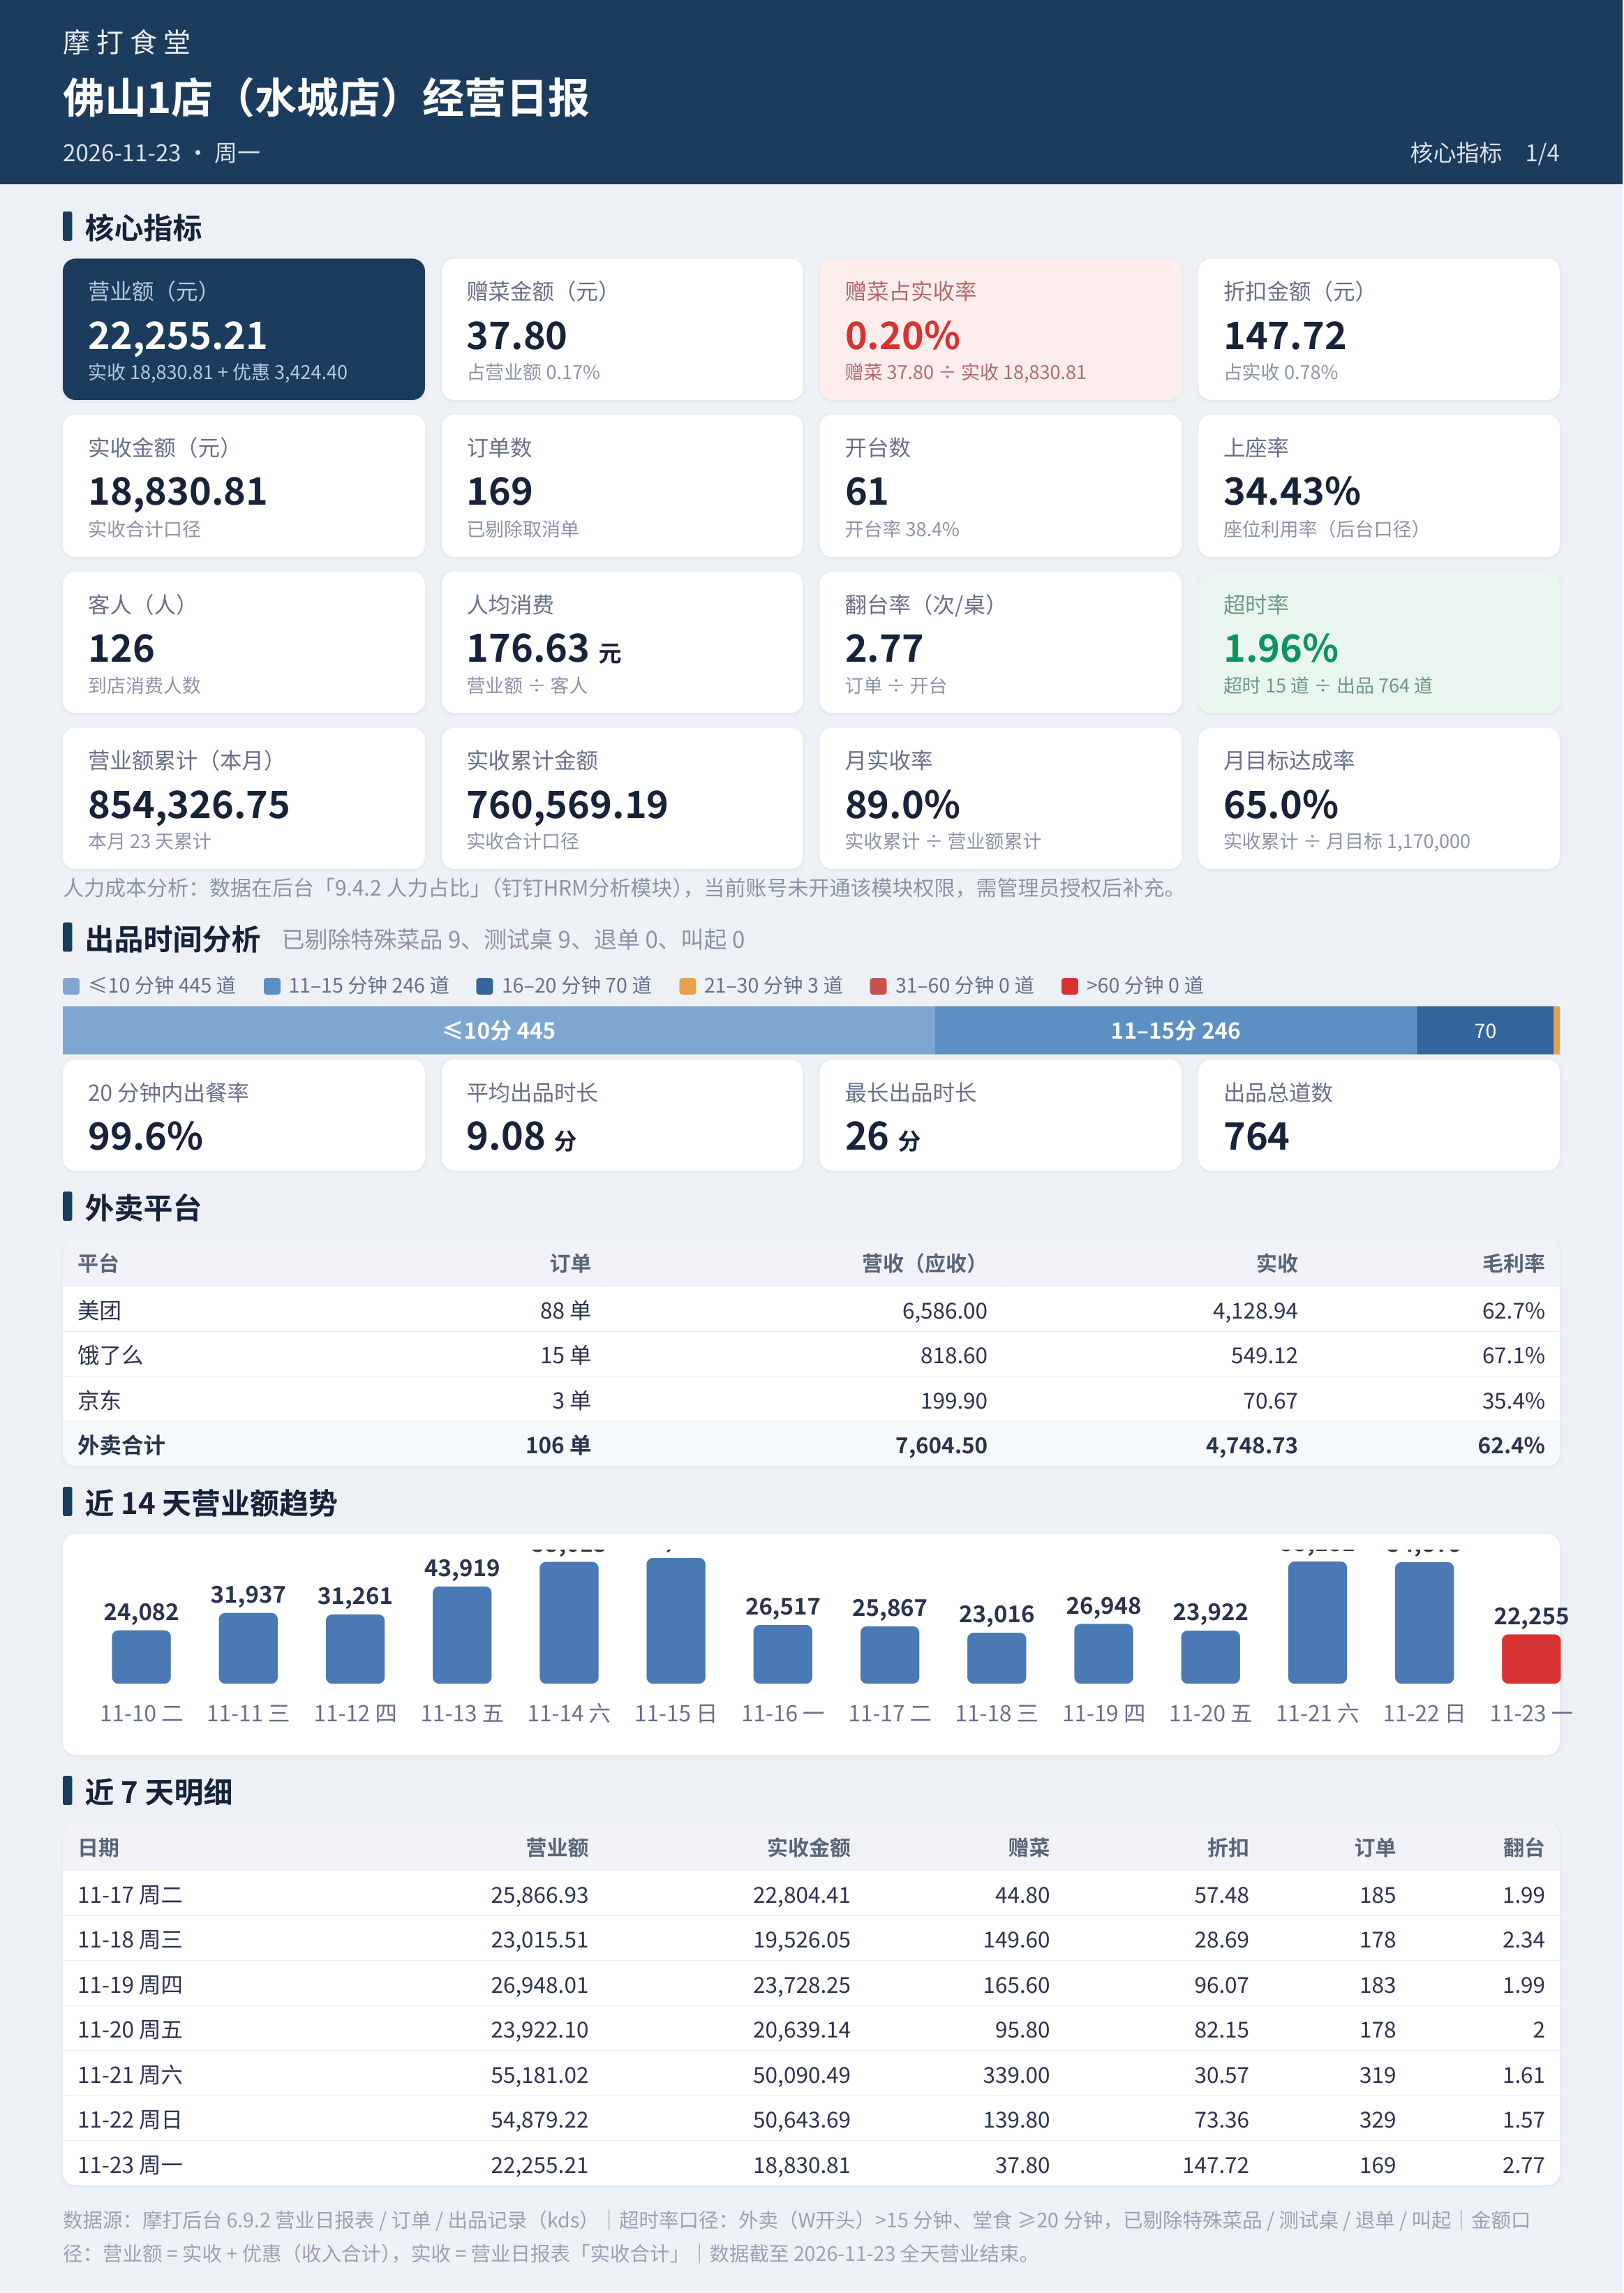 摩打食堂
佛山1店（水城店）经营日报
2026-11-23 · 周一
核心指标 1/4
核心指标
营业额（元） 赠菜金额（元） 赠菜占实收率 折扣金额（元）
22,255.21 37.80 0.20% 147.72
实收 18,830.81 + 优惠 3,424.40 占营业额 0.17% 赠菜 37.80 ÷ 实收 18,830.81 占实收 0.78%
实收金额（元） 订单数 开台数 上座率
18,830.81 169 61 34.43%
实收合计口径 已剔除取消单 开台率 38.4% 座位利用率（后台口径）
客人（人） 人均消费 翻台率（次/桌） 超时率
126 176.63 元 2.77 1.96%
到店消费人数 营业额 ÷ 客人 订单 ÷ 开台 超时 15 道 ÷ 出品 764 道
营业额累计（本月） 实收累计金额 月实收率 月目标达成率
854,326.75 760,569.19 89.0% 65.0%
本月 23 天累计 实收合计口径 实收累计 ÷ 营业额累计 实收累计 ÷ 月目标 1,170,000
人力成本分析：数据在后台「9.4.2 人力占比」（钉钉HRM分析模块），当前账号未开通该模块权限，需管理员授权后补充。
出品时间分析 已剔除特殊菜品 9、测试桌 9、退单 0、叫起 0
≤10 分钟 445 道 11–15 分钟 246 道 16–20 分钟 70 道 21–30 分钟 3 道 31–60 分钟 0 道 >60 分钟 0 道
≤10分 445 11–15分 246 70
20 分钟内出餐率 平均出品时长 最长出品时长 出品总道数
99.6% 9.08 分 26 分 764
外卖平台
平台 订单 营收（应收） 实收 毛利率
美团 88 单 6,586.00 4,128.94 62.7%
饿了么 15 单 818.60 549.12 67.1%
京东 3 单 199.90 70.67 35.4%
外卖合计 106 单 7,604.50 4,748.73 62.4%
近 14 天营业额趋势
24,082 31,937 31,261 43,919 26,517 25,867 23,016 26,948 23,922 22,255
11-10 二 11-11 三 11-12 四 11-13 五 11-14 六 11-15 日 11-16 一 11-17 二 11-18 三 11-19 四 11-20 五 11-21 六 11-22 日 11-23 一
近 7 天明细
日期 营业额 实收金额 赠菜 折扣 订单 翻台
11-17 周二 25,866.93 22,804.41 44.80 57.48 185 1.99
11-18 周三 23,015.51 19,526.05 149.60 28.69 178 2.34
11-19 周四 26,948.01 23,728.25 165.60 96.07 183 1.99
11-20 周五 23,922.10 20,639.14 95.80 82.15 178 2
11-21 周六 55,181.02 50,090.49 339.00 30.57 319 1.61
11-22 周日 54,879.22 50,643.69 139.80 73.36 329 1.57
11-23 周一 22,255.21 18,830.81 37.80 147.72 169 2.77
数据源：摩打后台 6.9.2 营业日报表 / 订单 / 出品记录（kds）｜超时率口径：外卖（W开头）>15 分钟、堂食 ≥20 分钟，已剔除特殊菜品 / 测试桌 / 退单 / 叫起｜金额口
径：营业额 = 实收 + 优惠（收入合计），实收 = 营业日报表「实收合计」｜数据截至 2026-11-23 全天营业结束。